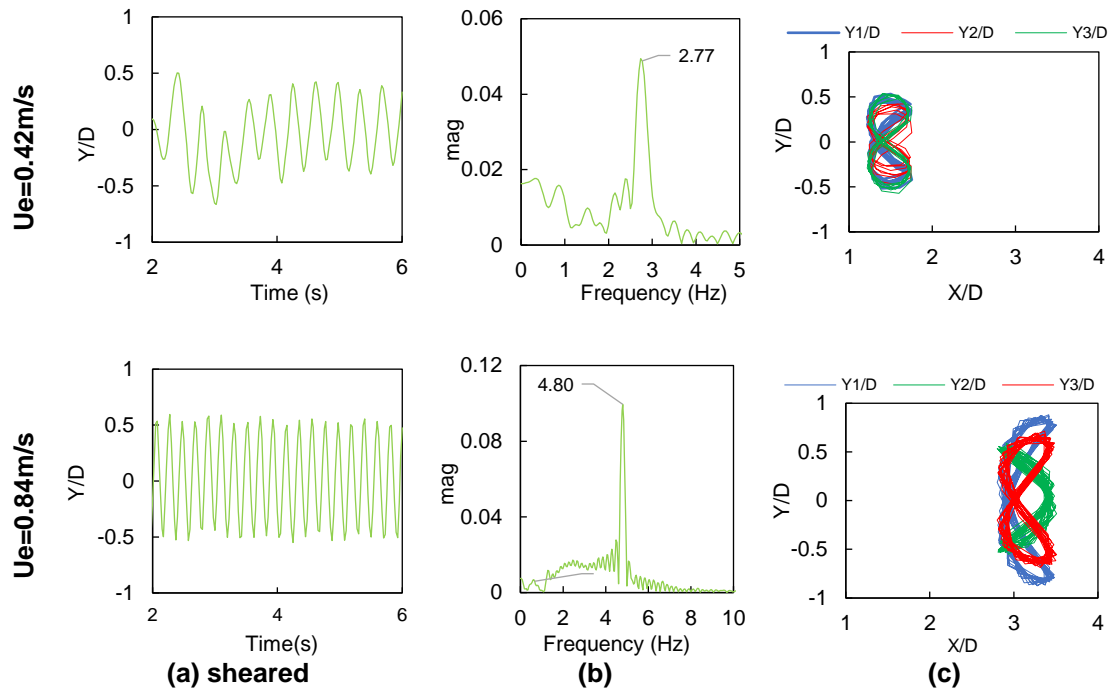 Ue=0.42m/s
Y/D
1
0.5
0
-0.5
-1
2 4 6
Time (s)
mag
0.06
0.04
0.02
0
2.77
0 1 2 3 4 5
Frequency (Hz)
Y1/D Y2/D Y3/D
Y/D
1
0.5
0
-0.5
-1
1 2 3 4
X/D
Ue=0.84m/s
Y/D
1
0.5
0
-0.5
-1
2 4 6
Time(s)
mag
0.12
0.08
0.04
0
4.80
0 2 4 6 8 10
Frequency (Hz)
Y1/D Y2/D Y3/D
Y/D
1
0.5
0
-0.5
-1
1 2 3 4
X/D
(a) sheared
(b)
(c)